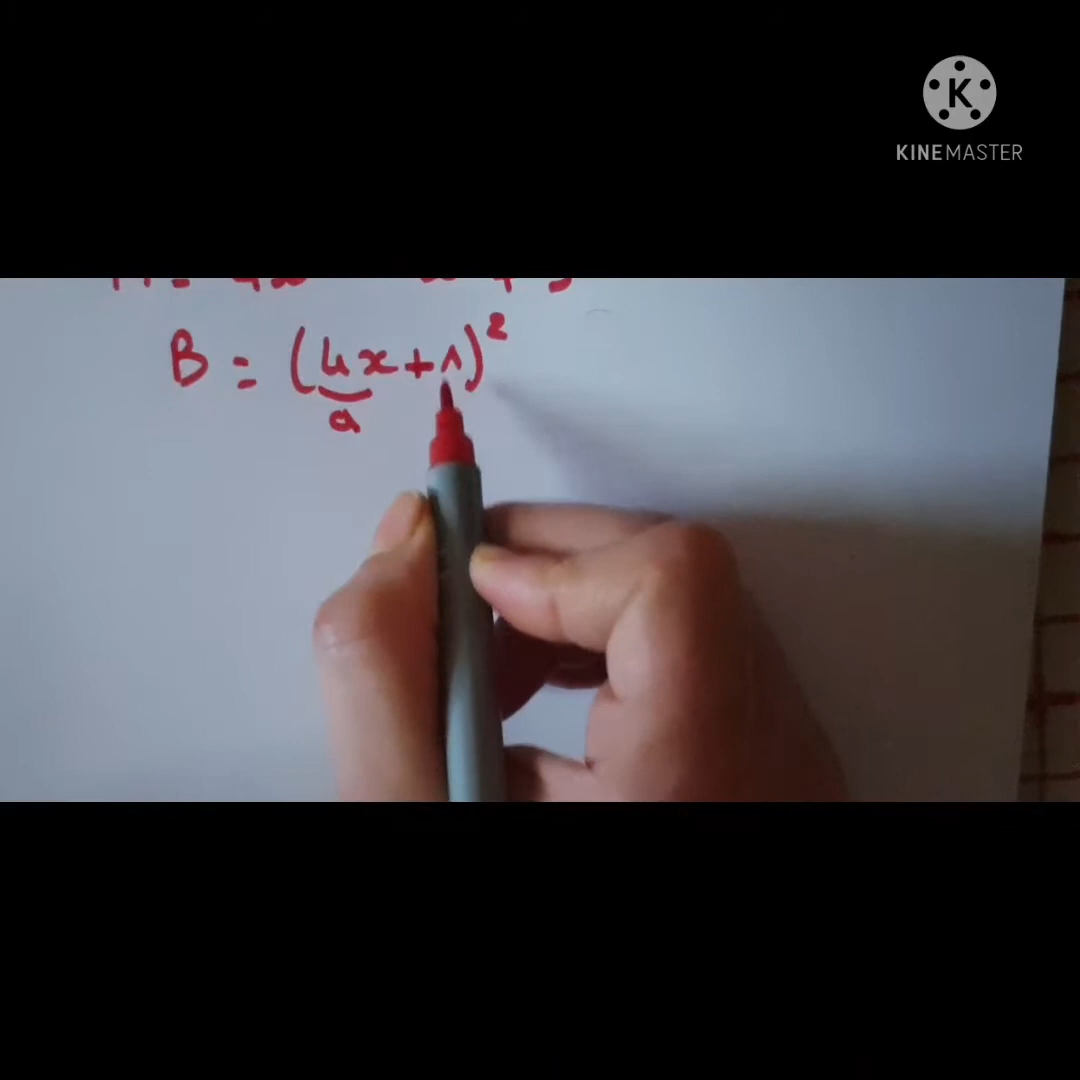 K
KINEMASTER
B = (4x+1)²
a